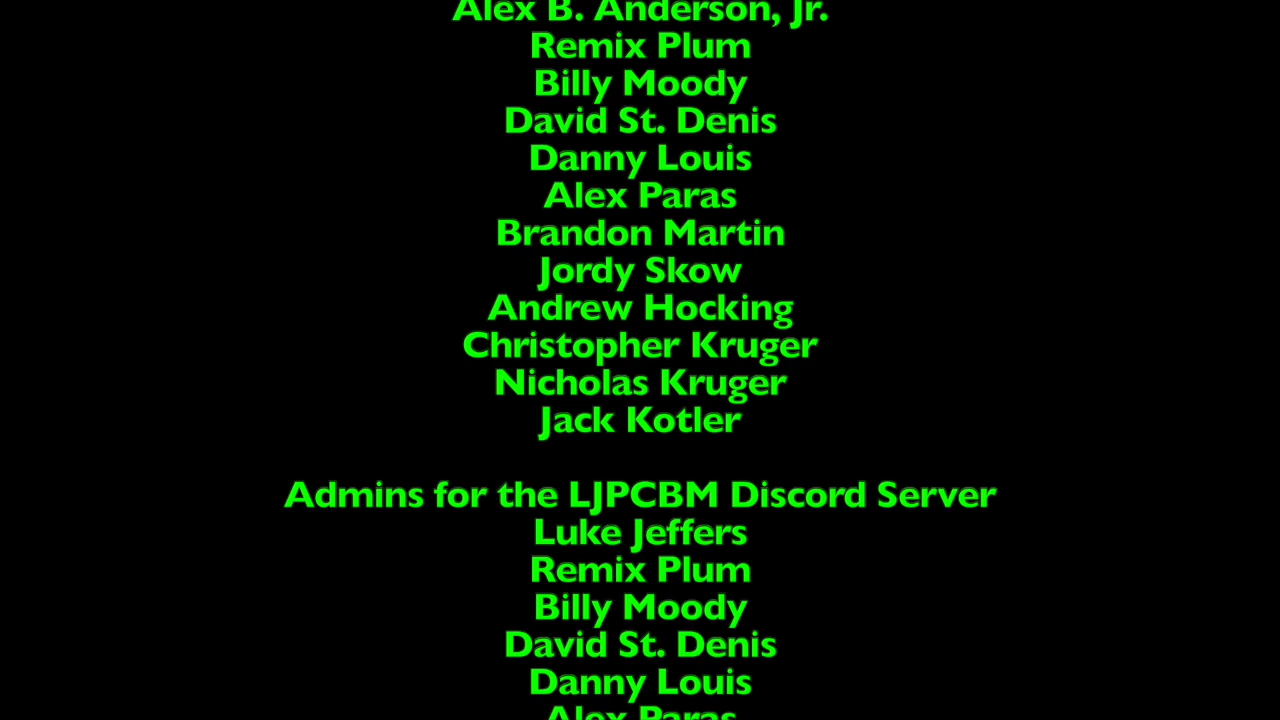 Alex B. Anderson, Jr.
Remix Plum
Billy Moody
David St. Denis
Danny Louis
Alex Paras
Brandon Martin
Jordy Skow
Andrew Hocking
Christopher Kruger
Nicholas Kruger
Jack Kotler
Admins for the LJPCBM Discord Server
Luke Jeffers
Remix Plum
Billy Moody
David St. Denis
Danny Louis
Alex Paras